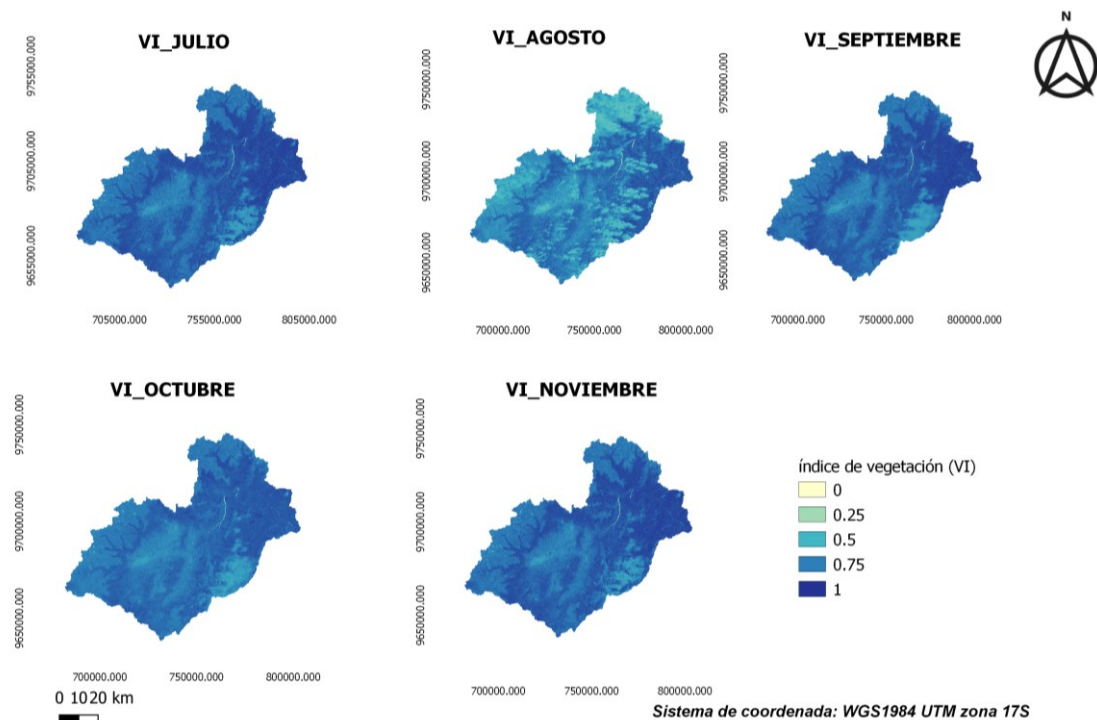 N
VI_JULIO
VI_AGOSTO
VI_SEPTIEMBRE
9755000.000
9705000.000
9655000.000
705000.000 755000.000 805000.000
9750000.000
9700000.000
9650000.000
700000.000 750000.000 800000.000
9750000.000
9700000.000
9650000.000
700000.000 750000.000 800000.000
VI_OCTUBRE
VI_NOVIEMBRE
9750000.000
9700000.000
9650000.000
700000.000 750000.000 800000.000
9750000.000
9700000.000
9650000.000
700000.000 750000.000 800000.000
índice de vegetación (VI)
0
0.25
0.5
0.75
1
0 1020 km
Sistema de coordenada: WGS1984 UTM zona 17S